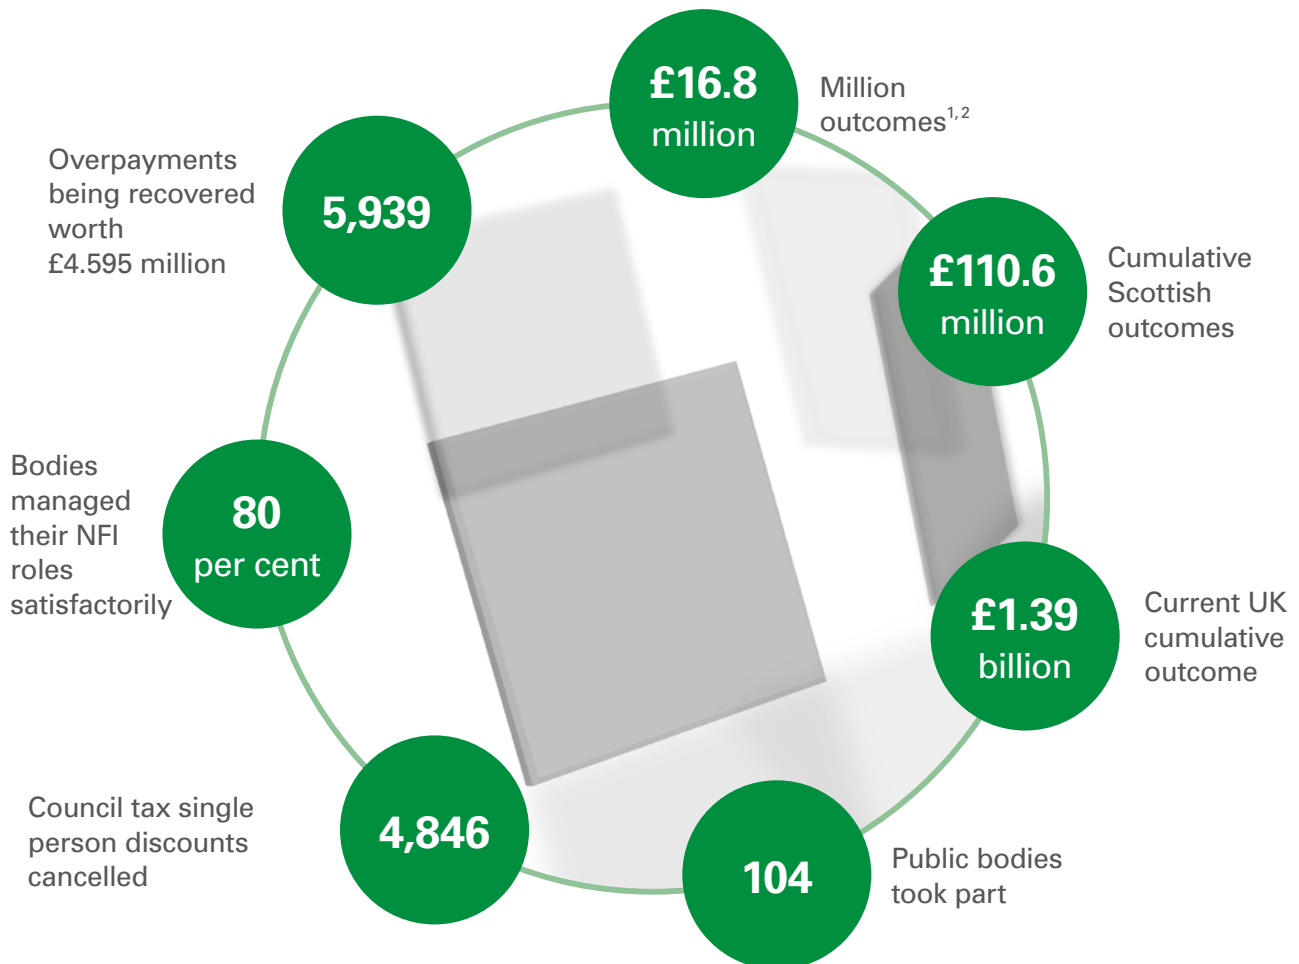 £16.8
million
Million
outcomes1,2
£110.6
million
Cumulative
Scottish
outcomes
£1.39
billion
Current UK
cumulative
outcome
104
Public bodies
took part
4,846
Council tax single
person discounts
cancelled
80
per cent
Bodies
managed
their NFI
roles
satisfactorily
5,939
Overpayments
being recovered
worth
£4.595 million